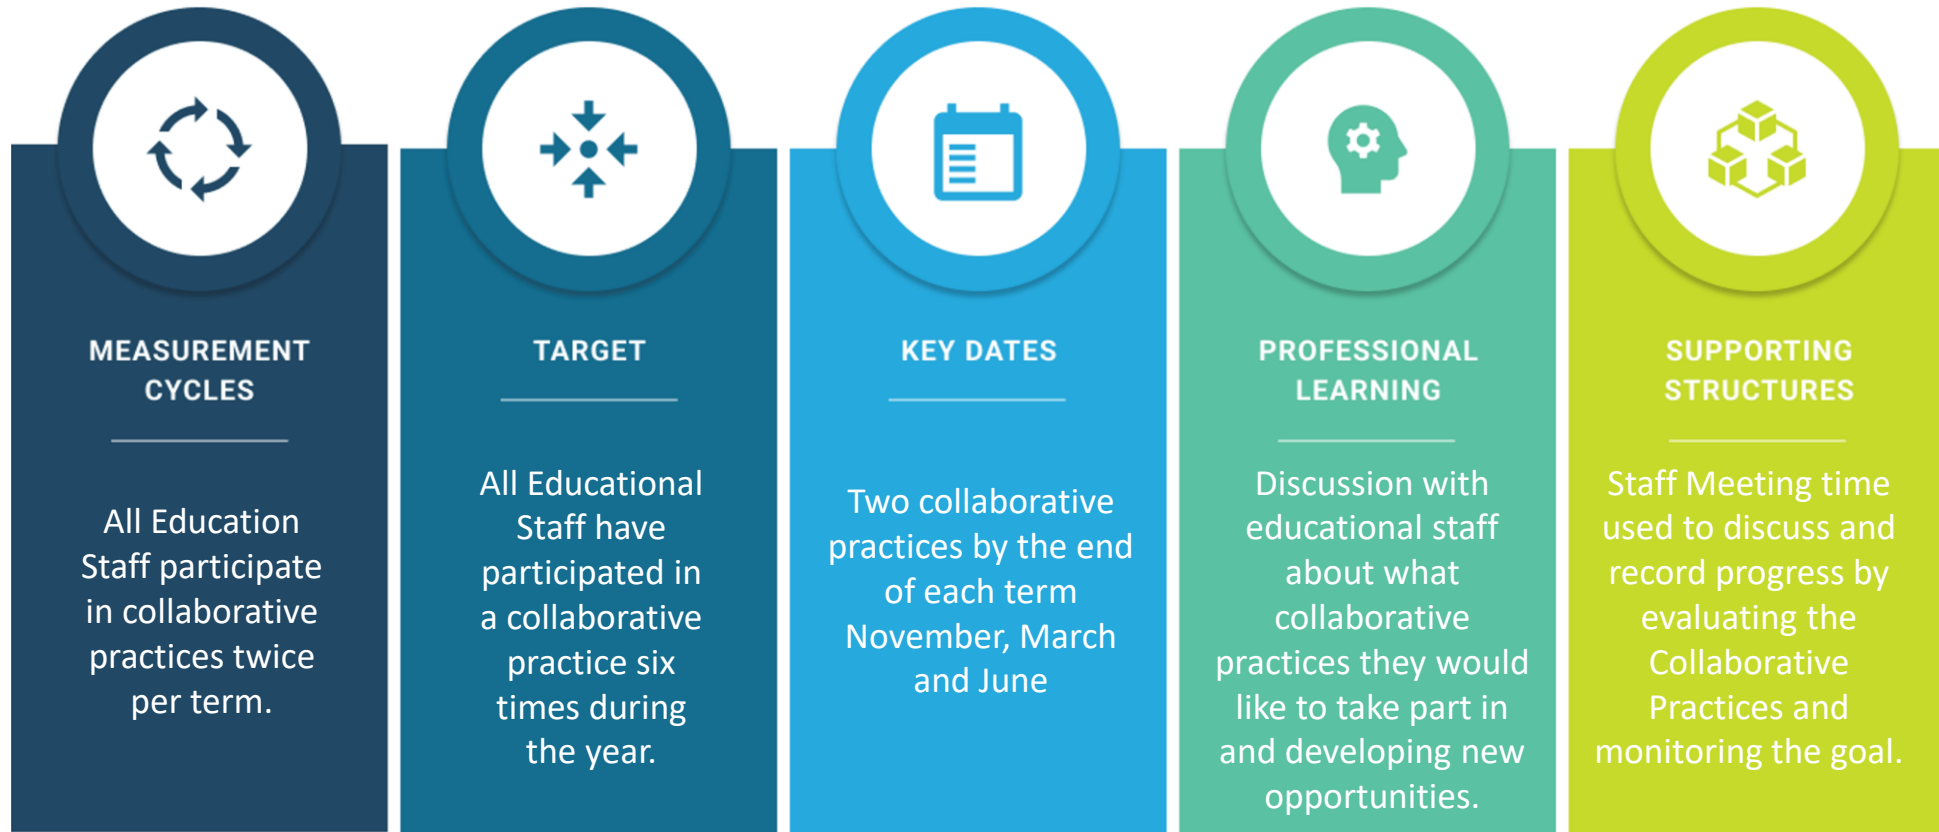 MEASUREMENT
CYCLES
All Education
Staff participate
in collaborative
practices twice
per term.
TARGET
All Educational
Staff have
participated in
a collaborative
practice six
times during
the year.
KEY DATES
Two collaborative
practices by the end
of each term
November, March
and June
PROFESSIONAL
LEARNING
Discussion with
educational staff
about what
collaborative
practices they would
like to take part in
and developing new
opportunities.
SUPPORTING
STRUCTURES
Staff Meeting time
used to discuss and
record progress by
evaluating the
Collaborative
Practices and
monitoring the goal.